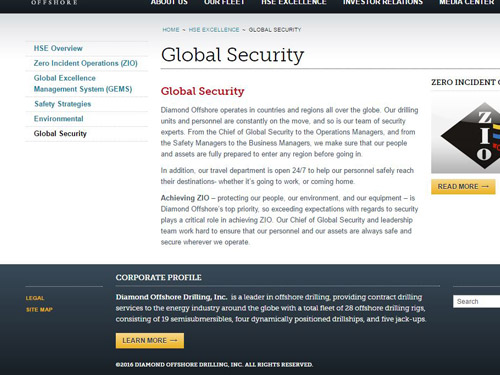 OFFSHORE
ABOUT US OUR FLEET HSE EXCELLENCE INVESTOR RELATIONS MEDIA CENTER
HOME ~ HSE EXCELLENCE ~ GLOBAL SECURITY
Global Security
HSE Overview
Zero Incident Operations (ZIO)
Global Excellence
Management System (GEMS)
Safety Strategies
Environmental
Global Security
Global Security
Diamond Offshore operates in countries and regions all over the globe. Our drilling
units and personnel are constantly on the move, and so is our team of security
experts. From the Chief of Global Security to the Operations Managers, and from
the Safety Managers to the Business Managers, we make sure that our people
and assets are fully prepared to enter any region before going in.
In addition, our travel department is open 24/7 to help our personnel safely reach
their destinations- whether it's going to work, or coming home.
Achieving ZIO – protecting our people, our environment, and our equipment – is
Diamond Offshore's top priority, so exceeding expectations with regards to security
plays a critical role in achieving ZIO. Our Chief of Global Security and leadership
team work hard to ensure that our personnel and our assets are always safe and
secure wherever we operate.
ZERO INCIDENT
ZIO
READ MORE →
LEGAL
SITE MAP
CORPORATE PROFILE
Diamond Offshore Drilling, Inc. is a leader in offshore drilling, providing contract drilling
services to the energy industry around the globe with a total fleet of 28 offshore drilling rigs,
consisting of 19 semisubmersibles, four dynamically positioned drillships, and five jack-ups.
LEARN MORE →
©2016 DIAMOND OFFSHORE DRILLING, INC. ALL RIGHTS RESERVED.
Search